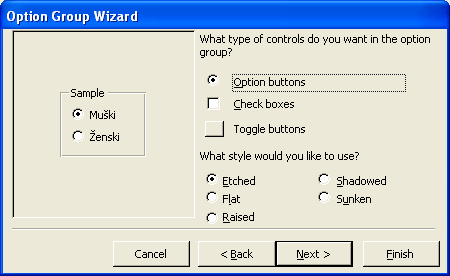 Option Group Wizard
What type of controls do you want in the option
group?
Option buttons
Check boxes
Toggle buttons
Sample
Muški
Ženski
What style would you like to use?
Etched
Shadowed
Flat
Sunken
Raised
Cancel
< Back
Next >
Finish